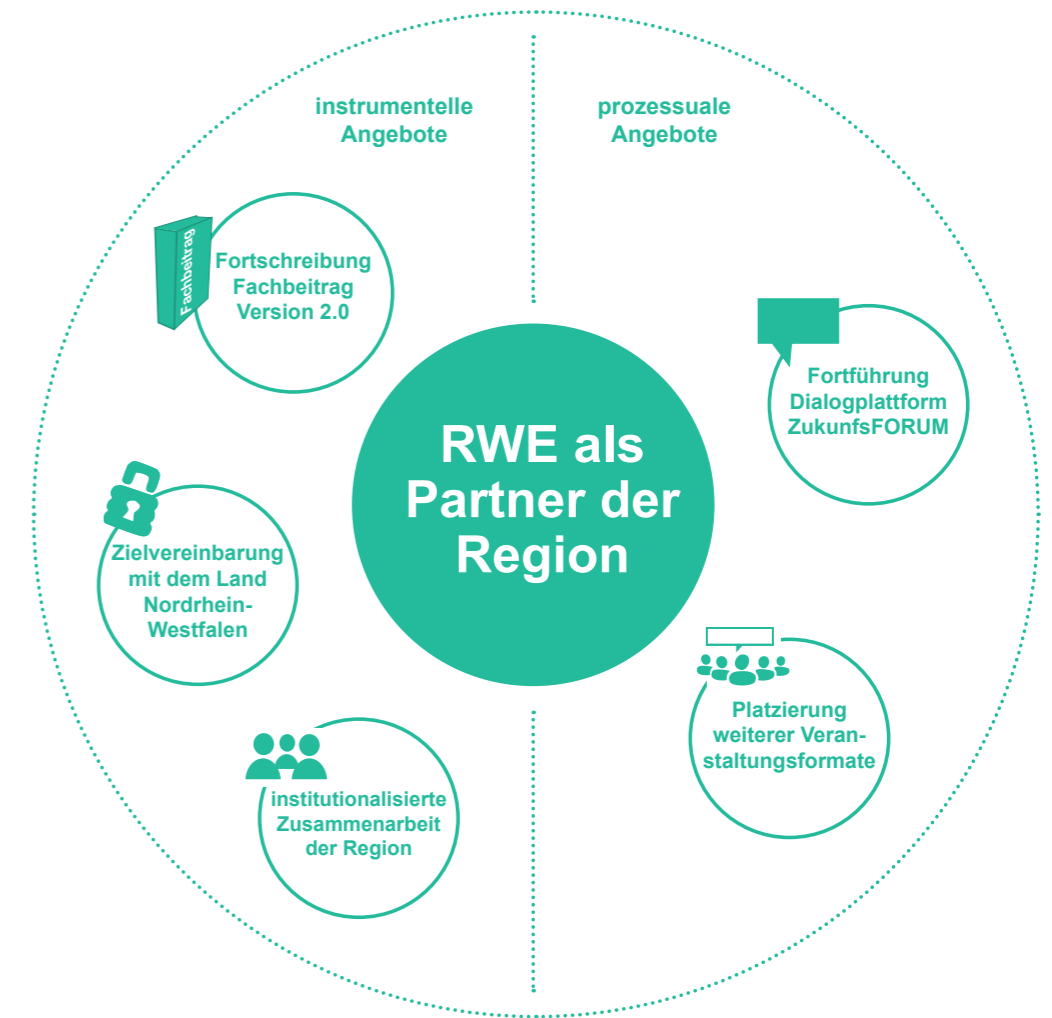 instrumentelle
Angebote
prozessuale
Angebote
Fachbeitrag
Fortschreibung
Fachbeitrag
Version 2.0
Zielvereinbarung
mit dem Land
Nordrhein-
Westfalen
institutionalisierte
Zusammenarbeit
der Region
RWE als
Partner der
Region
Fortführung
Dialogplattform
ZukunfsFORUM
Platzierung
weiterer Veran-
staltungsformate